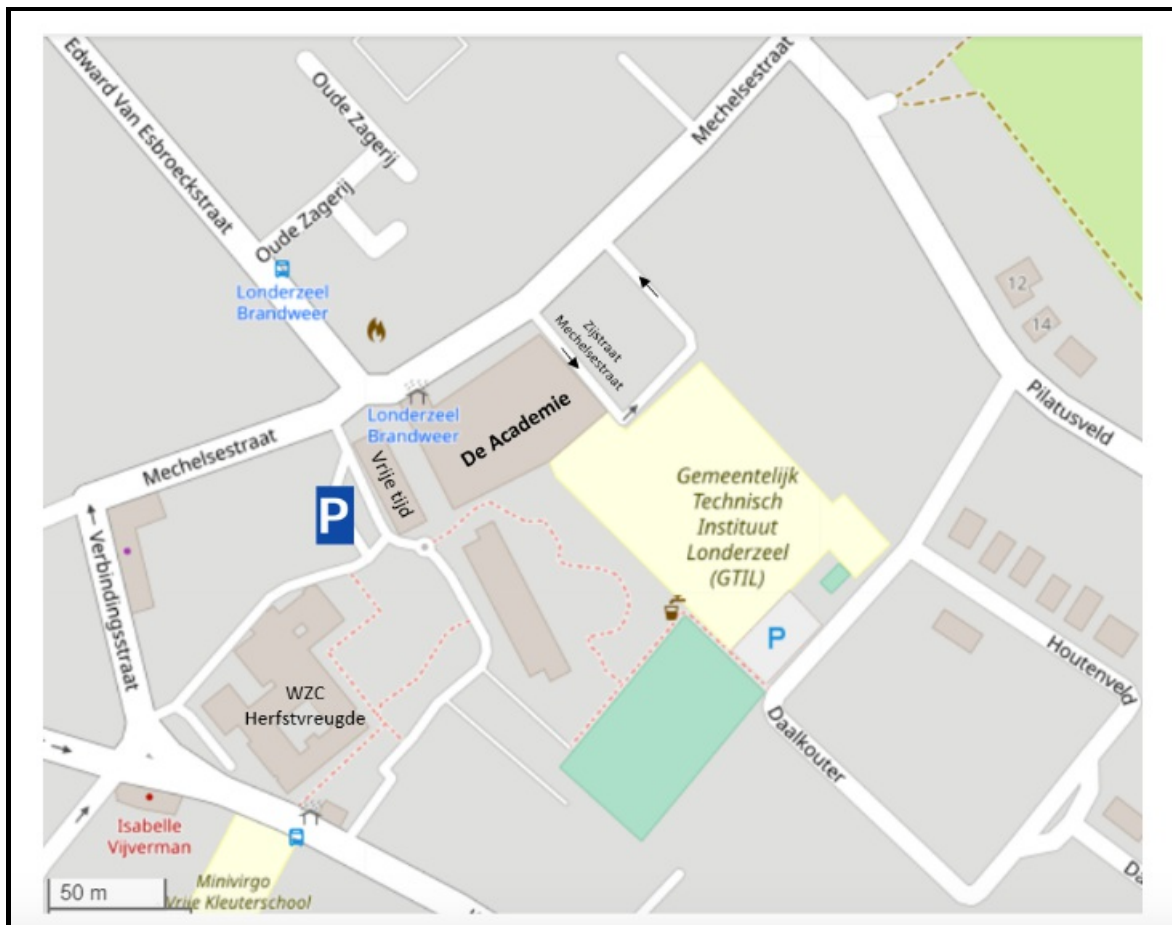 Edward Van Esbroeckstraat
Oude Zagerij
Oude Zagerij
Mechelsestraat
Londerzeel
Brandweer
Zijstraat
Mechelsestraat
12
14
Londerzeel
Brandweer
De Academie
Pilatusveld
Mechelsestraat
Vrije tijd
P
Gemeentelijk
Technisch
Instituut
Londerzeel
(GTIL)
Verbindingsstraat
P
Houtenveld
WZC
Herfstvreugde
Daalkouter
Isabelle
Vijverman
50 m
Minivirgo
Vrije Kleuterschool